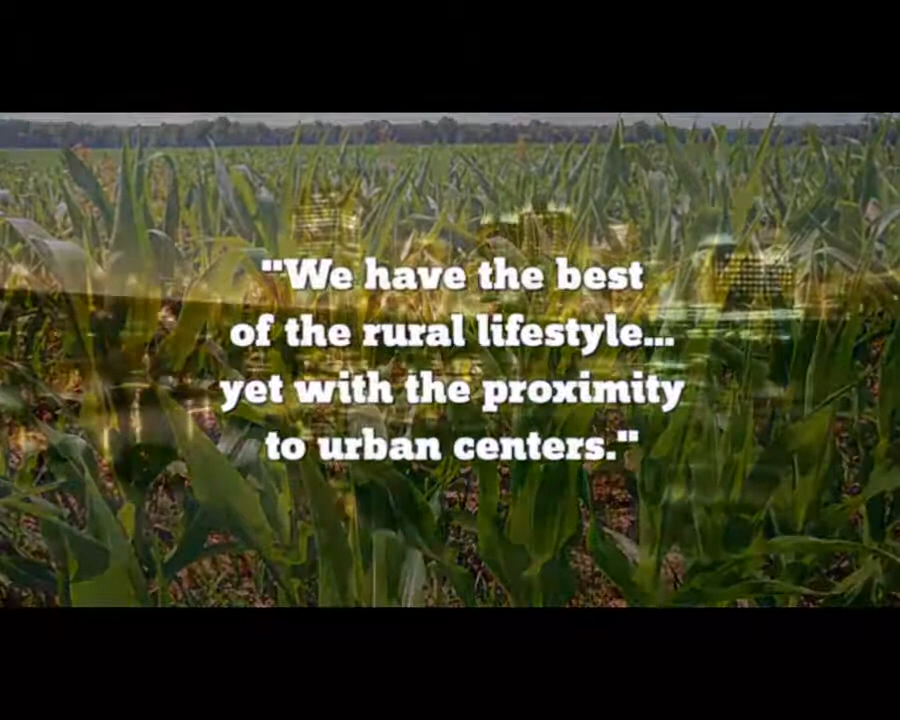 "We have the best
of the rural lifestyle...
yet with the proximity
to urban centers."